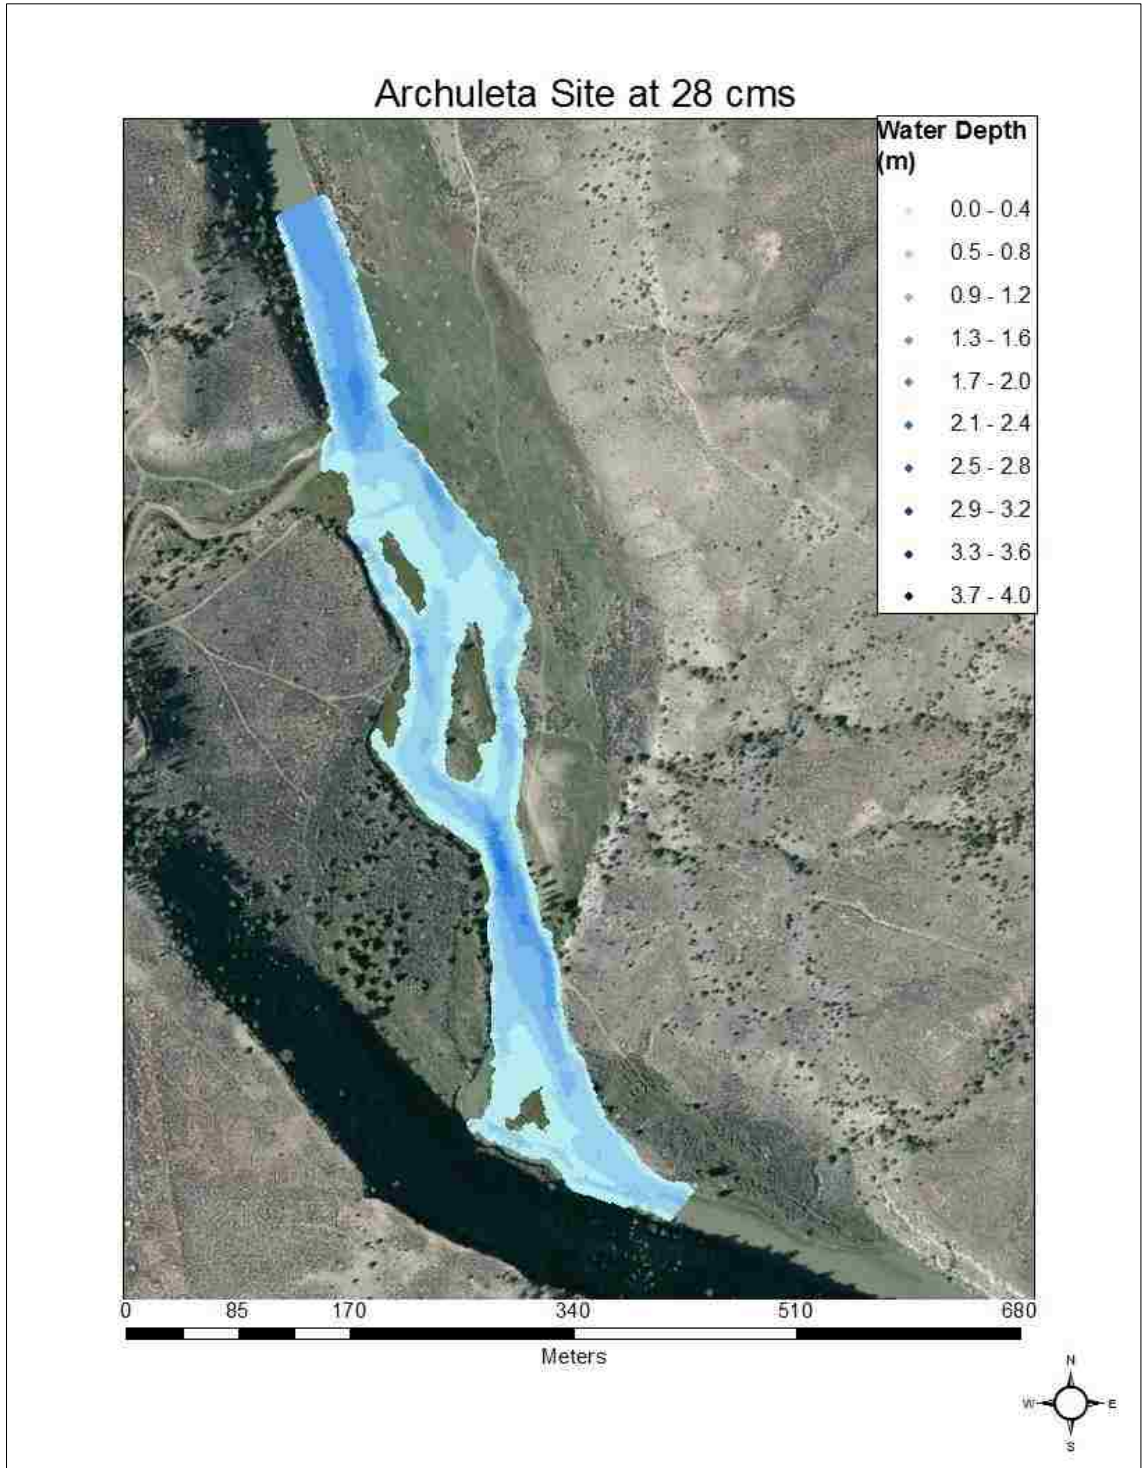 Archuleta Site at 28 cms
Water Depth
(m)
0.0 - 0.4
0.5 - 0.8
0.9 - 1.2
1.3 - 1.6
1.7 - 2.0
2.1 - 2.4
2.5 - 2.8
2.9 - 3.2
3.3 - 3.6
3.7 - 4.0
0 85 170 340 510 680
Meters
N
W E
S